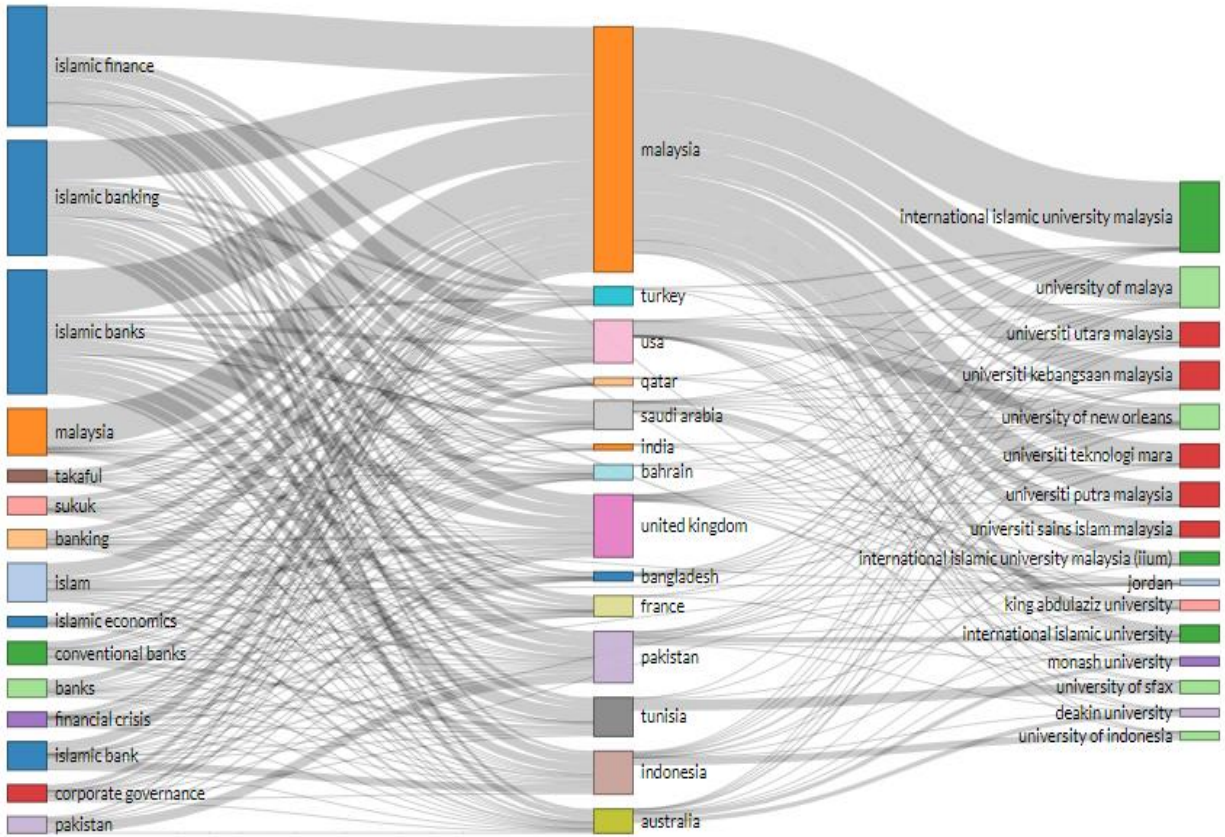 islamic finance
islamic banking
islamic banks
malaysia
takaful
sukuk
banking
islam
islamic economics
conventional banks
banks
financial crisis
islamic bank
corporate governance
pakistan
malaysia
turkey
usa
qatar
saudi arabia
india
bahrain
united kingdom
bangladesh
france
pakistan
tunisia
indonesia
australia
international islamic university malaysia
university of malaya
universiti utara malaysia
universiti kebangsaan malaysia
university of new orleans
universiti teknologi mara
universiti putra malaysia
universiti sains islam malaysia
international islamic university malaysia (iium)
jordan
king abdulaziz university
international islamic university
monash university
university of sfax
deakin university
university of indonesia